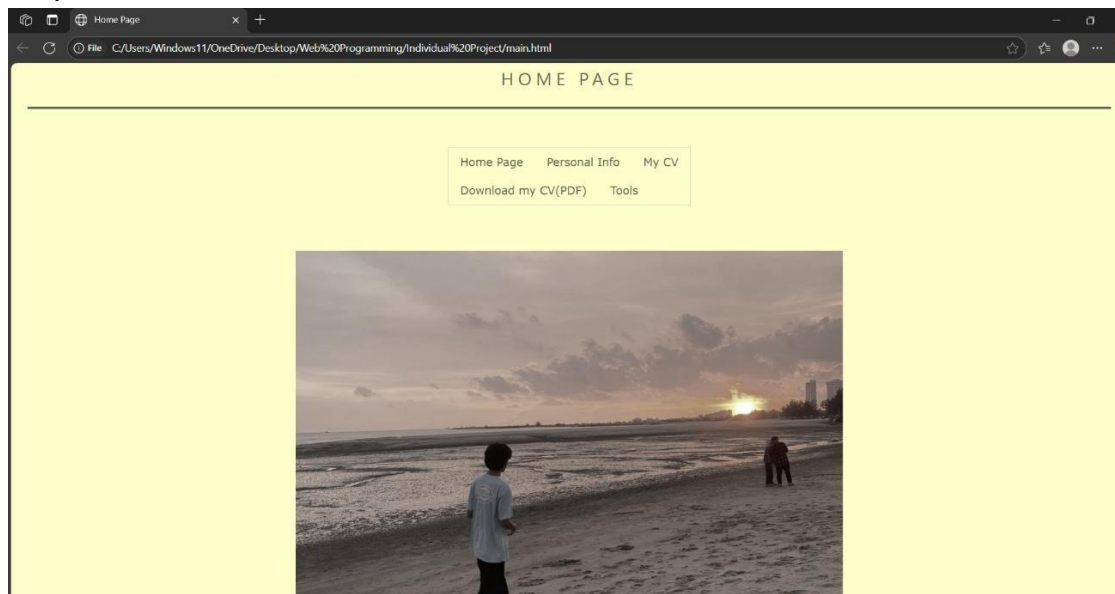 Home Page
File C:/Users/Windows11/OneDrive/Desktop/Web%20Programming/Individual%20Project/main.html
HOME PAGE
Home Page Personal Info My CV
Download my CV(PDF) Tools